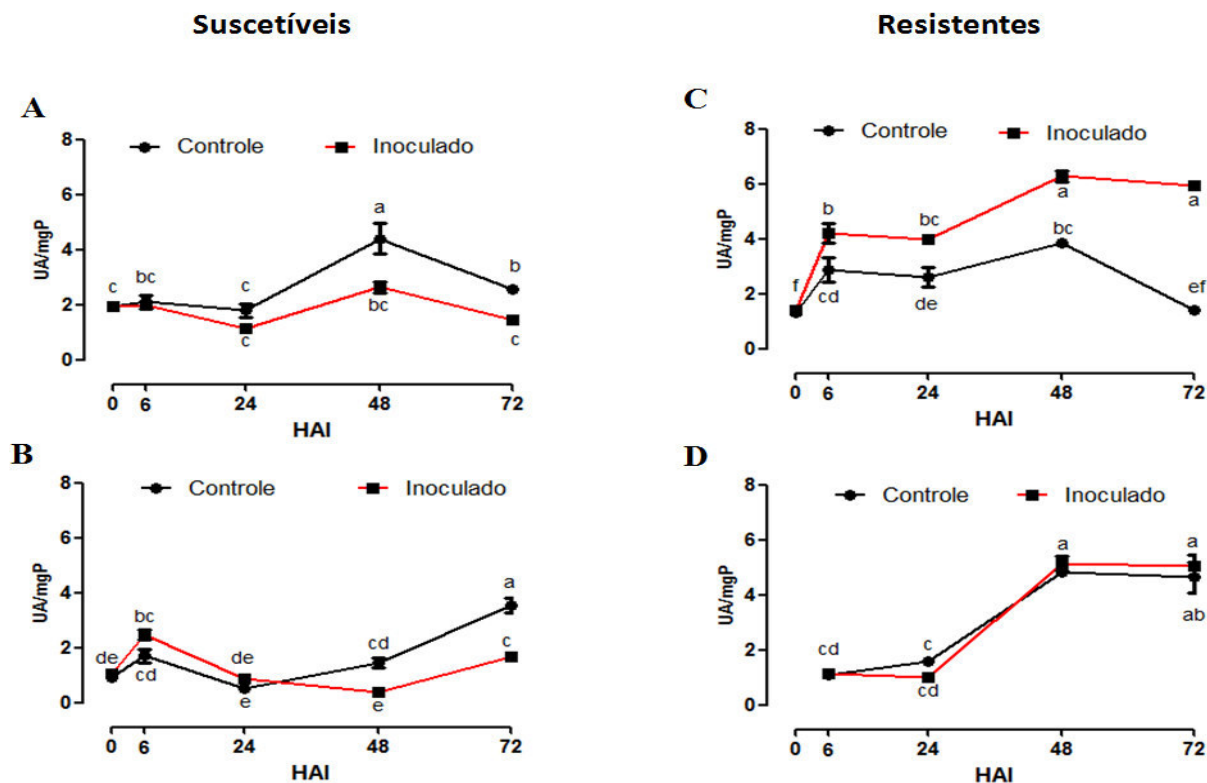 Suscetíveis
Resistentes
A
Controle
Inoculado
8
6
4
2
0
UA/mgP
c
bc
c
c
a
bc
b
c
0
6
24
48
72
HAI
C
Controle
Inoculado
8
6
4
2
0
UA/mgP
f
b
cd
bc
de
a
bc
a
ef
0
6
24
48
72
HAI
B
Controle
Inoculado
8
6
4
2
0
UA/mgP
de
bc
cd
de
e
cd
e
a
c
0
6
24
48
72
HAI
D
Controle
Inoculado
8
6
4
2
0
UA/mgP
cd
c
cd
a
a
ab
0
6
24
48
72
HAI